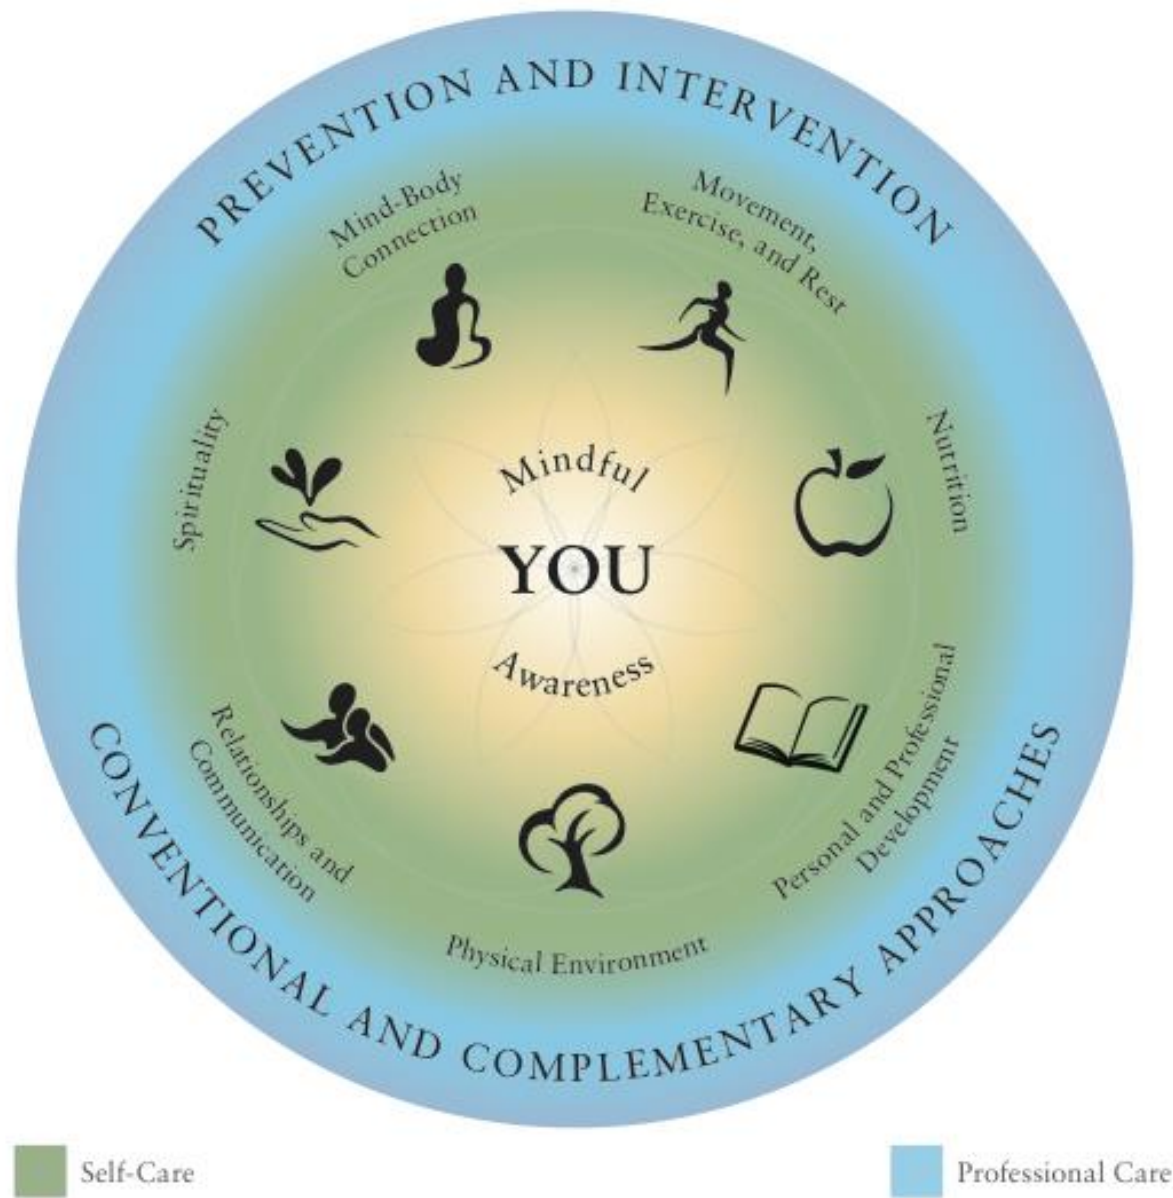 PREVENTION AND INTERVENTION
Mind-Body
Connection
Movement,
Exercise, and Rest
Spirituality
Nutrition
Mindful
YOU
Awareness
Relationships and
Communication
Personal and Professional
Development
Physical Environment
CONVENTIONAL AND COMPLEMENTARY APPROACHES
Self-Care
Professional Care